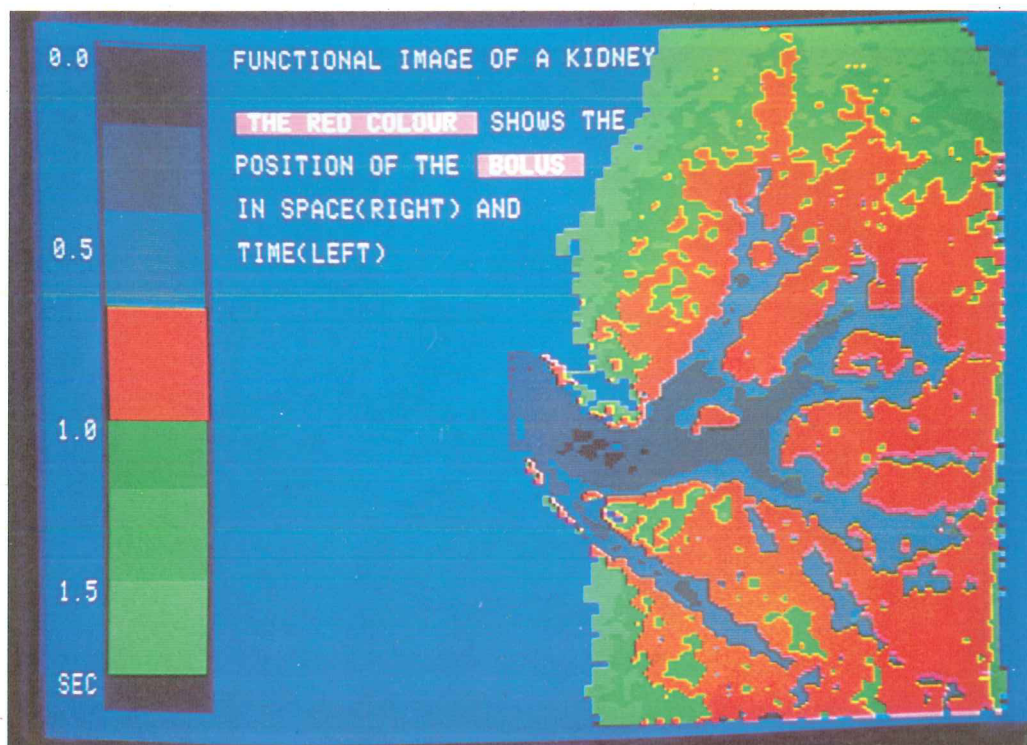 0.0
0.5
1.0
1.5
SEC
FUNCTIONAL IMAGE OF A KIDNEY
THE RED COLOUR SHOWS THE
POSITION OF THE BOLUS
IN SPACE(RIGHT) AND
TIME(LEFT)